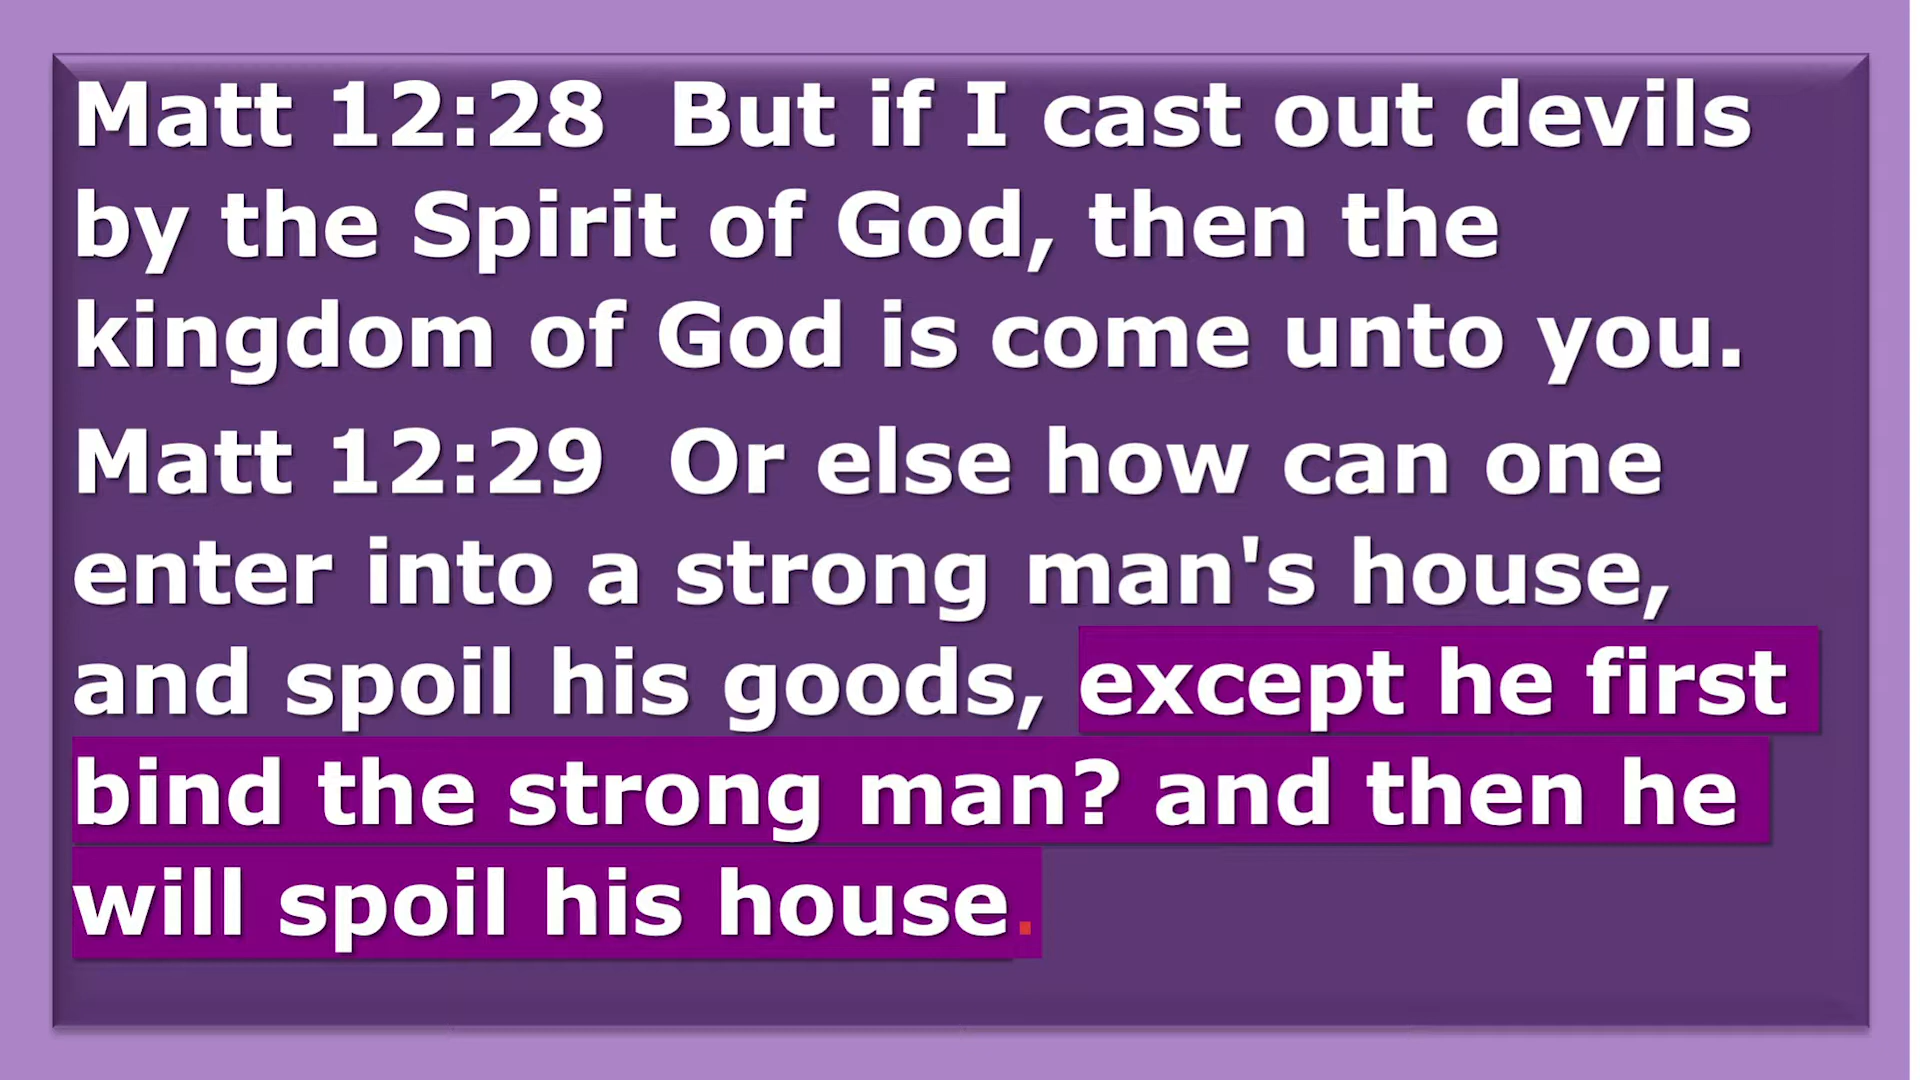 Matt 12:28  But if I cast out devils
by the Spirit of God, then the
kingdom of God is come unto you.
Matt 12:29  Or else how can one
enter into a strong man's house,
and spoil his goods, except he first
bind the strong man? and then he
will spoil his house.